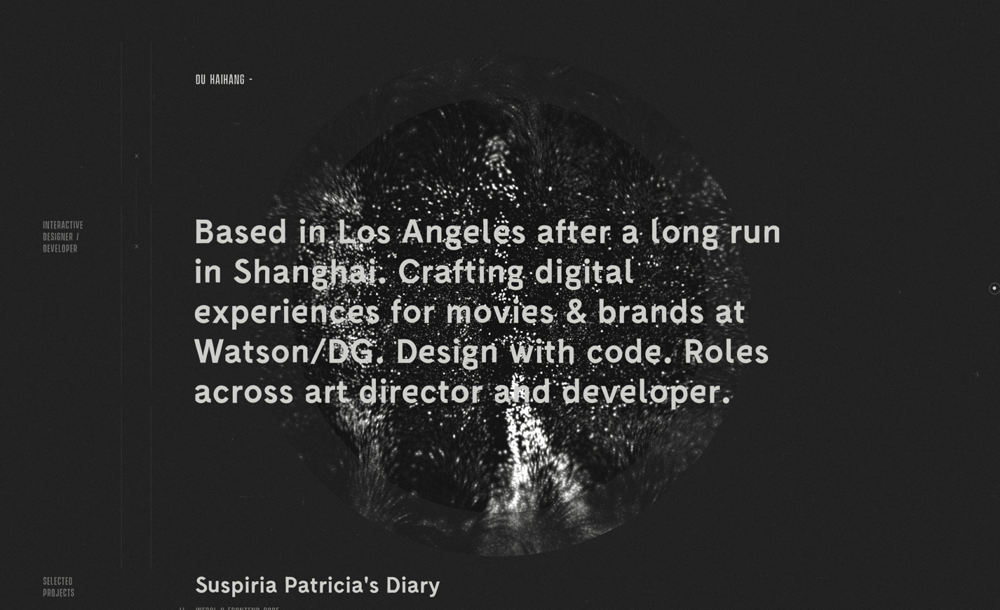 DU HAIHANG -
x
INTERACTIVE
DESIGNER /
DEVELOPER
x
Based in Los Angeles after a long run
in Shanghai. Crafting digital
experiences for movies & brands at
Watson/DG. Design with code. Roles
across art director and developer.
SELECTED
PROJECTS
Suspiria Patricia's Diary